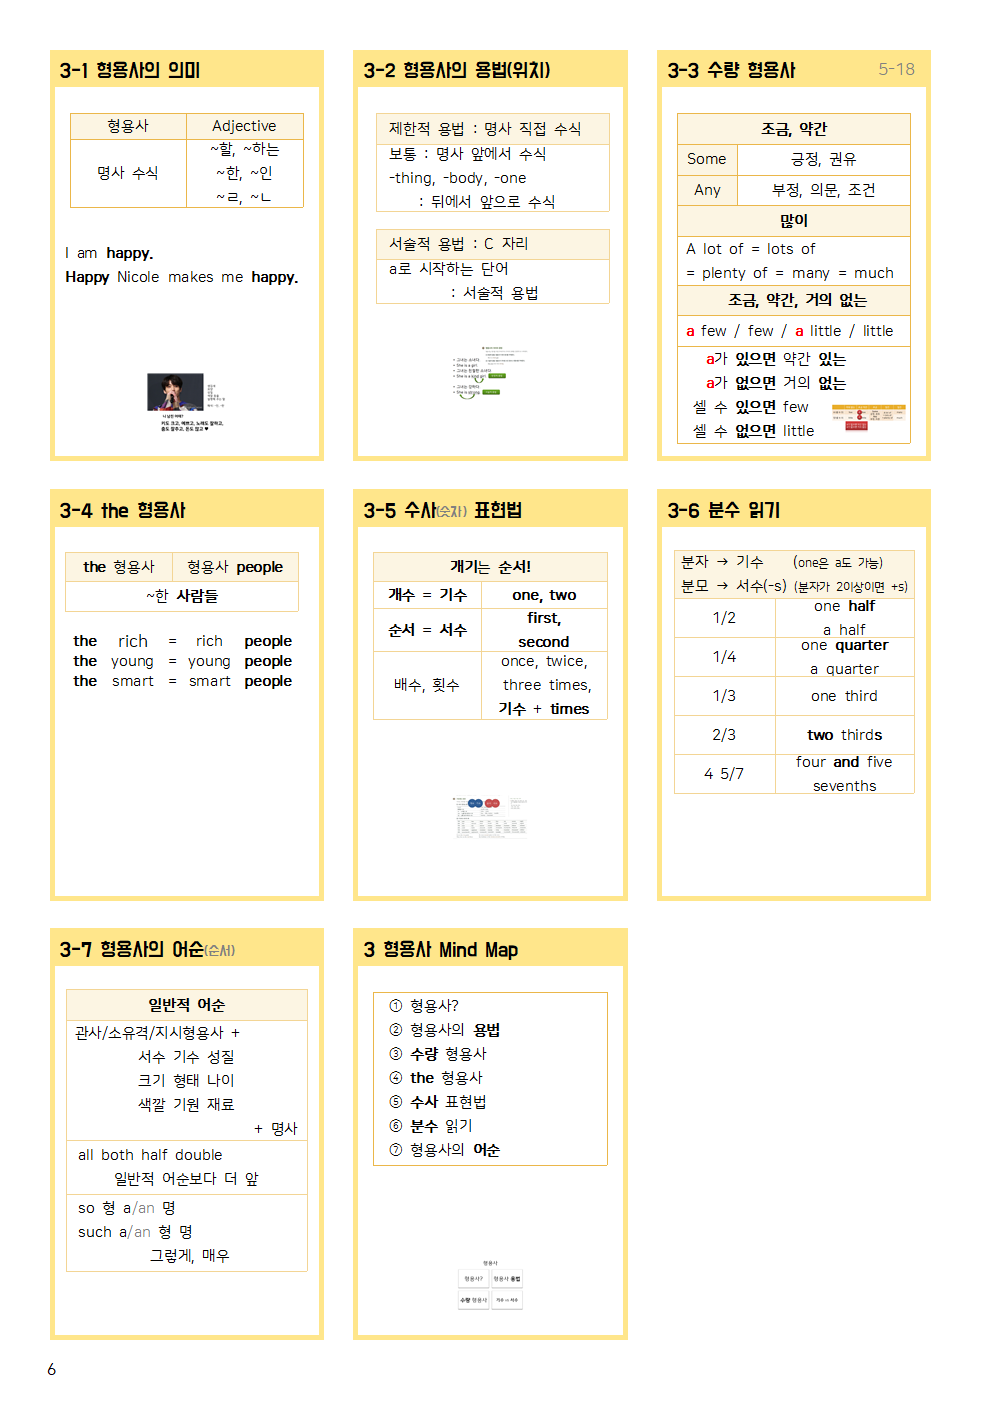 3-1 형용사의 의미
형용사 Adjective
명사 수식
~할, ~하는
~한, ~인
~ㄹ, ~ㄴ
I am happy.
Happy Nicole makes me happy.
3-2 형용사의 용법(위치)
제한적 용법 : 명사 직접 수식
보통 : 명사 앞에서 수식
-thing, -body, -one
: 뒤에서 앞으로 수식
서술적 용법 : C 자리
a로 시작하는 단어
: 서술적 용법
3-3 수량 형용사 5-18
조금, 약간
Some 긍정, 권유
Any 부정, 의문, 조건
많이
A lot of = lots of
= plenty of = many = much
조금, 약간, 거의 없는
a few / few / a little / little
a가 있으면 약간 있는
a가 없으면 거의 없는
셀 수 있으면 few
셀 수 없으면 little
3-4 the 형용사
the 형용사 형용사 people
~한 사람들
the rich = rich people
the young = young people
the smart = smart people
3-5 수사(숫자) 표현법
개기는 순서!
개수 = 기수 one, two
순서 = 서수
first,
second
배수, 횟수
once, twice,
three times,
기수 + times
3-6 분수 읽기
분자 → 기수 (one은 a도 가능)
분모 → 서수(-s) (분자가 2이상이면 +s)
1/2
one half
a half
1/4
one quarter
a quarter
1/3 one third
2/3 two thirds
4 5/7
four and five
sevenths
3-7 형용사의 어순(순서)
일반적 어순
관사/소유격/지시형용사 +
서수 기수 성질
크기 형태 나이
색깔 기원 재료
+ 명사
all both half double
일반적 어순보다 더 앞
so 형 a/an 명
such a/an 형 명
그렇게, 매우
3 형용사 Mind Map
① 형용사?
② 형용사의 용법
③ 수량 형용사
④ the 형용사
⑤ 수사 표현법
⑥ 분수 읽기
⑦ 형용사의 어순
형용사
형용사? 형용사 용법
수량 형용사 기수 vs 서수
6